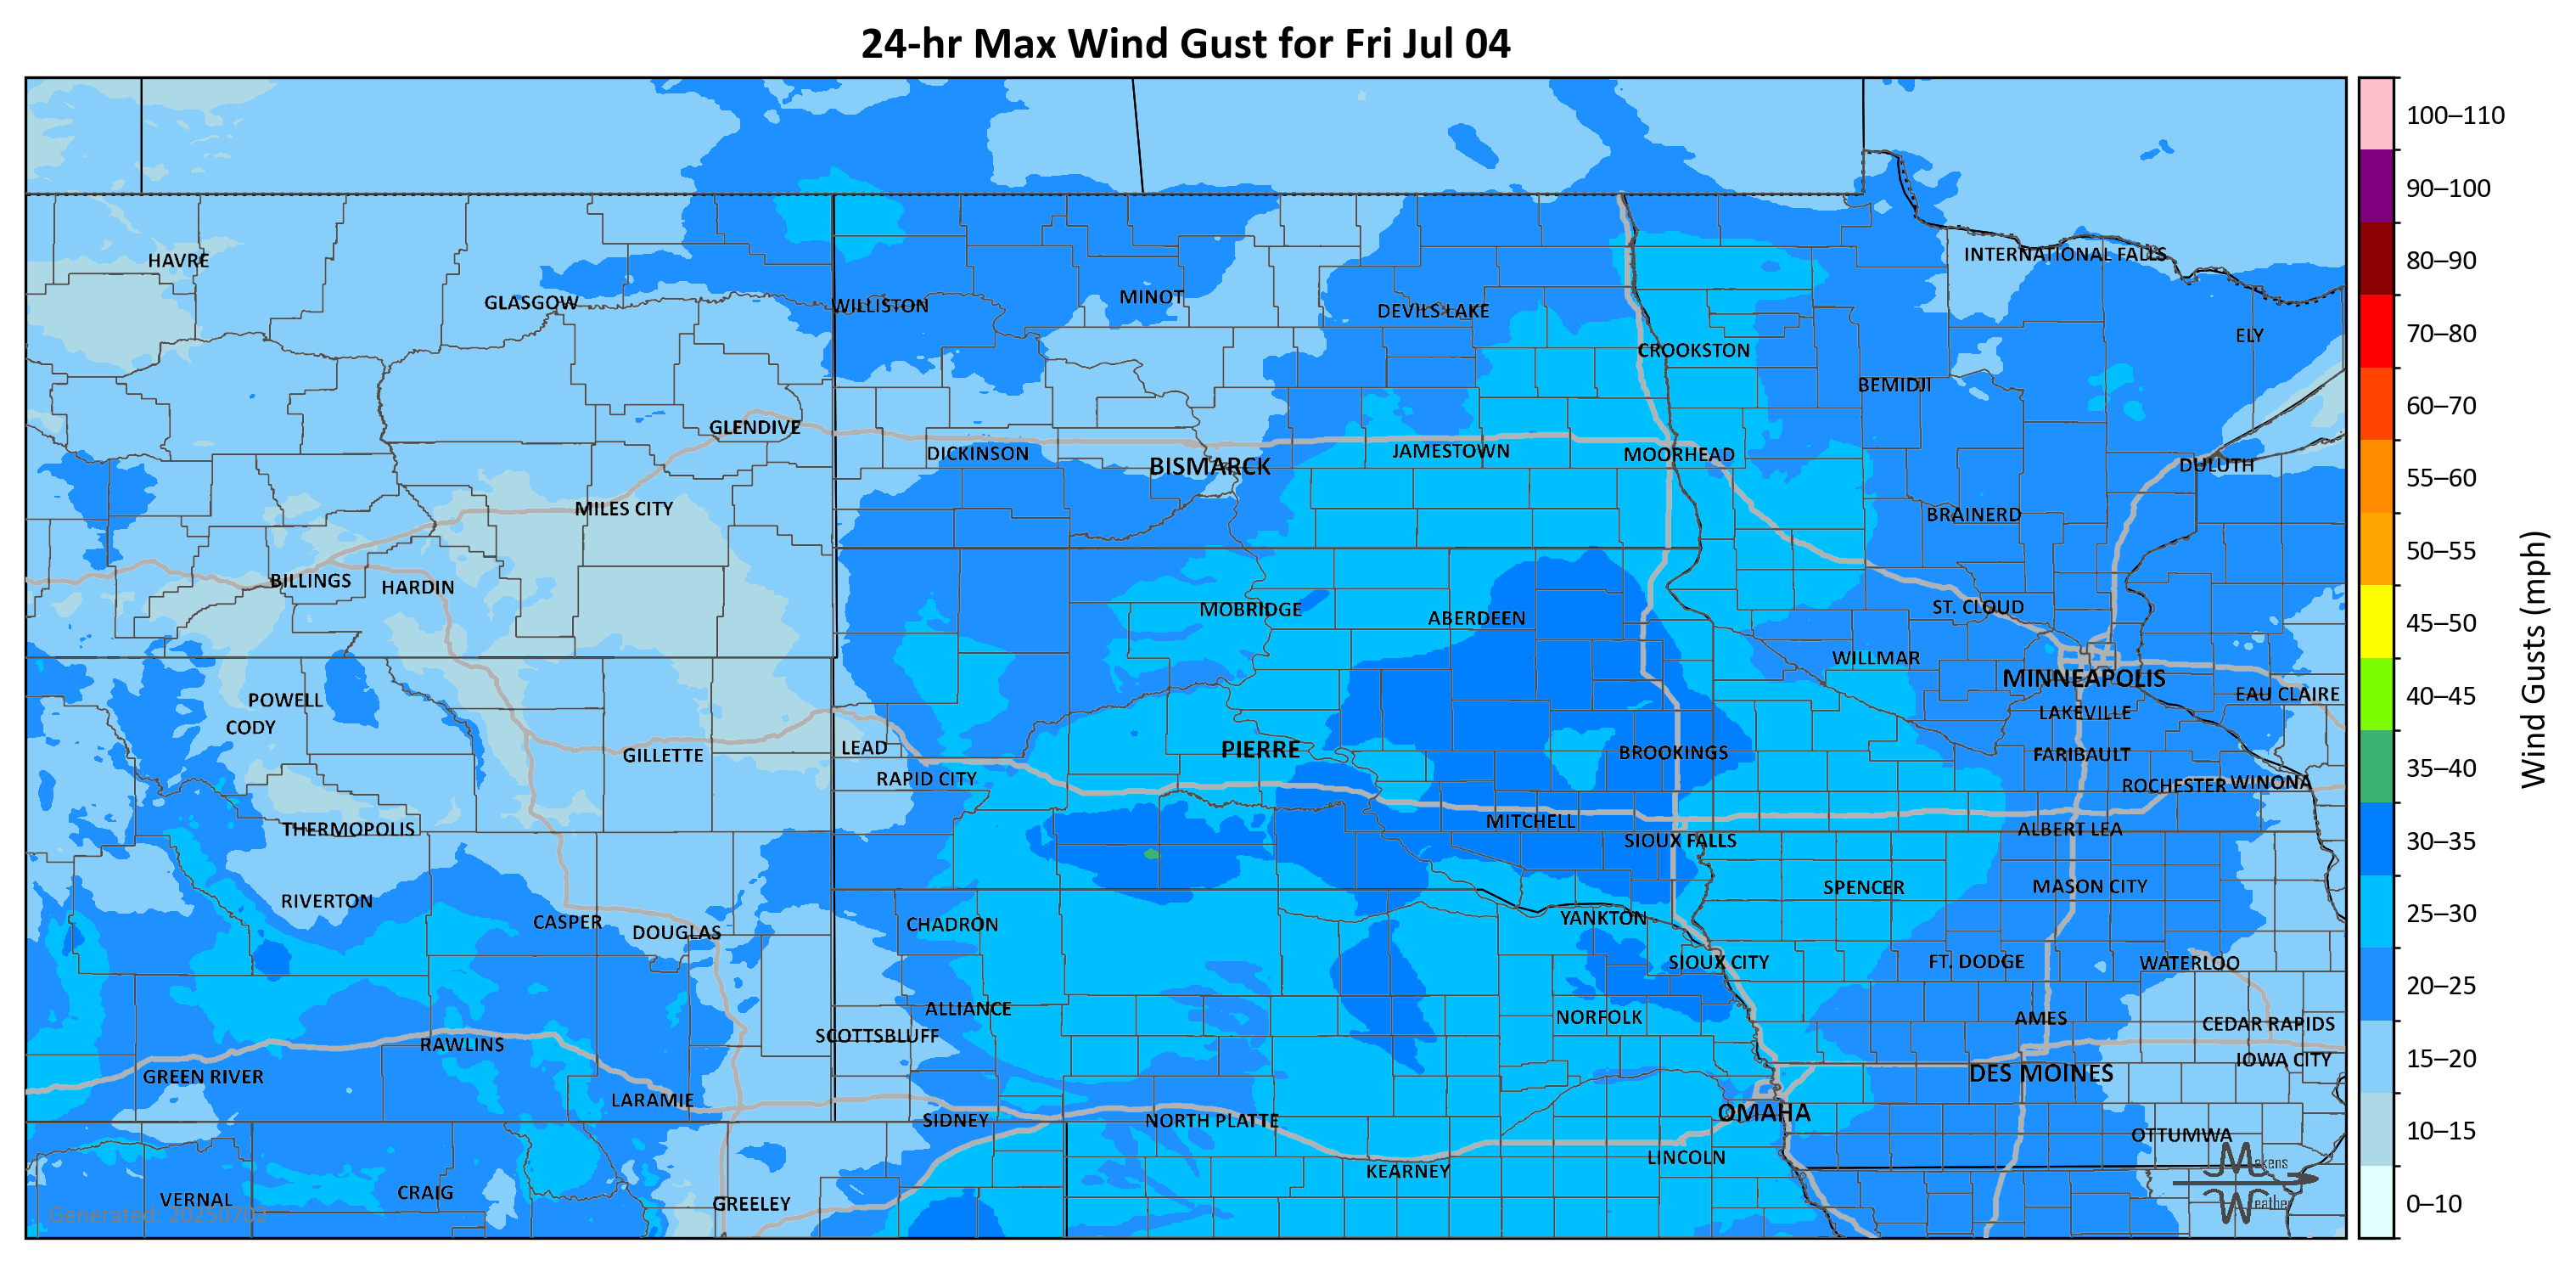 24-hr Max Wind Gust for Fri Jul 04
100–110
90–100
80–90
70–80
60–70
55–60
50–55
45–50
40–45
35–40
30–35
25–30
20–25
15–20
10–15
0–10
Wind Gusts (mph)
HAVRE
INTERNATIONAL FALLS
GLASGOW
WILLISTON
MINOT
DEVILS LAKE
ELY
CROOKSTON
BEMIDJI
GLENDIVE
DICKINSON
BISMARCK
JAMESTOWN
MOORHEAD
DULUTH
MILES CITY
BRAINERD
BILLINGS
HARDIN
MOBRIDGE
ABERDEEN
ST. CLOUD
WILLMAR
MINNEAPOLIS
EAU CLAIRE
POWELL
CODY
LAKEVILLE
GILLETTE
LEAD
PIERRE
BROOKINGS
FARIBAULT
RAPID CITY
ROCHESTER
WINONA
THERMOPOLIS
MITCHELL
SIOUX FALLS
ALBERT LEA
RIVERTON
SPENCER
MASON CITY
CASPER
DOUGLAS
CHADRON
YANKTON
SIOUX CITY
FT. DODGE
WATERLOO
ALLIANCE
NORFOLK
AMES
CEDAR RAPIDS
RAWLINS
SCOTTSBLUFF
IOWA CITY
GREEN RIVER
DES MOINES
LARAMIE
SIDNEY
NORTH PLATTE
OMAHA
OTTUMWA
KEARNEY
LINCOLN
VERNAL
CRAIG
GREELEY
Makens
Weather
Generated: 20250702